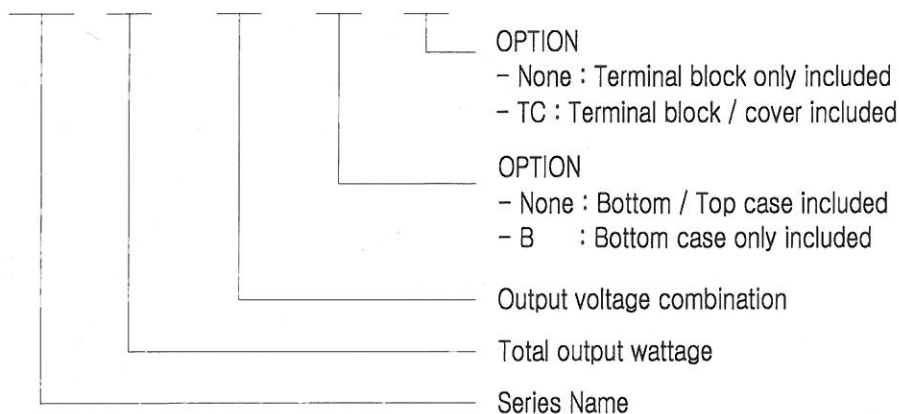 OPTION
- None : Terminal block only included
- TC : Terminal block / cover included
OPTION
- None : Bottom / Top case included
- B : Bottom case only included
Output voltage combination
Total output wattage
Series Name